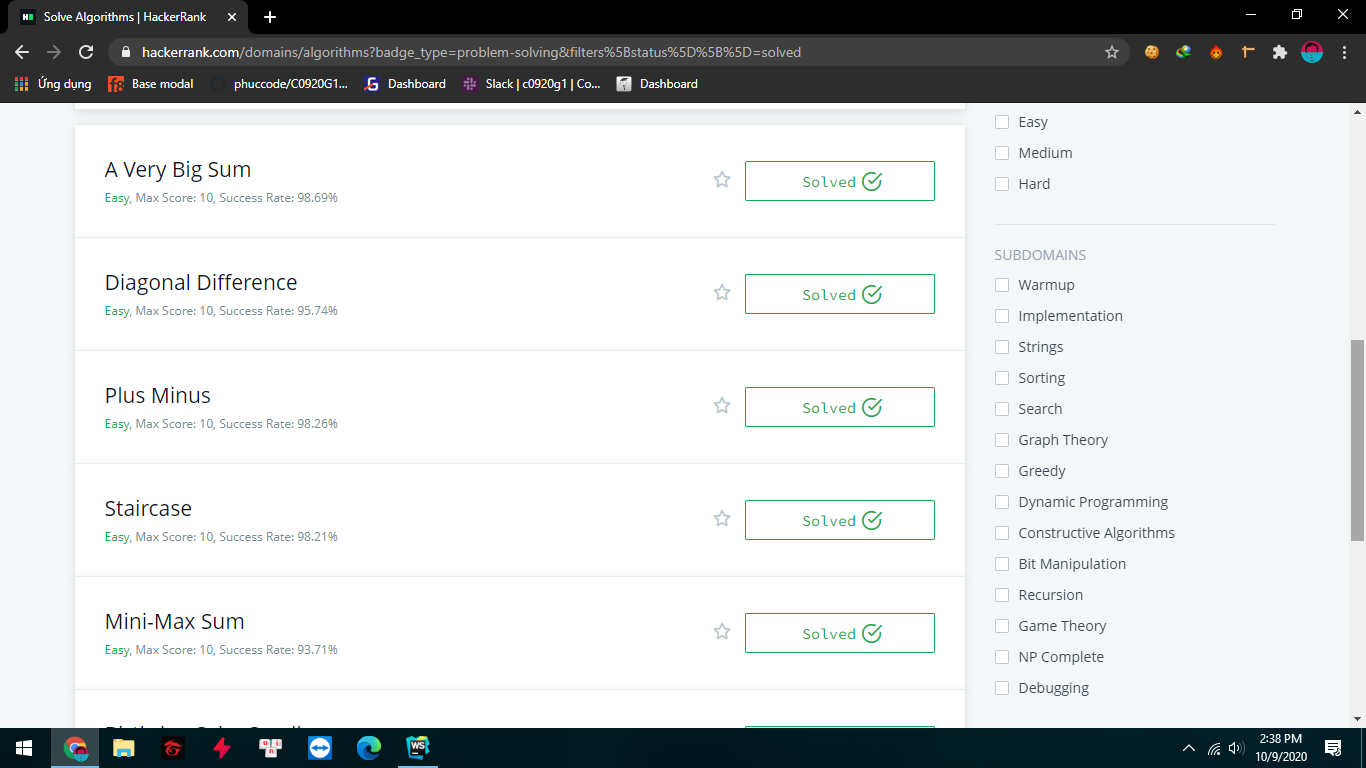 Solve Algorithms | HackerRank
hackerrank.com/domains/algorithms?badge_type=problem-solving&filters%5Bstatus%5D%5B%5D=solved
Ứng dụng
Base modal
phuccode/C0920G1...
Dashboard
Slack | c0920g1 | Co...
Dashboard
A Very Big Sum
Easy, Max Score: 10, Success Rate: 98.69%
Solved
Diagonal Difference
Easy, Max Score: 10, Success Rate: 95.74%
Solved
Plus Minus
Easy, Max Score: 10, Success Rate: 98.26%
Solved
Staircase
Easy, Max Score: 10, Success Rate: 98.21%
Solved
Mini-Max Sum
Easy, Max Score: 10, Success Rate: 93.71%
Solved
Easy
Medium
Hard
SUBDOMAINS
Warmup
Implementation
Strings
Sorting
Search
Graph Theory
Greedy
Dynamic Programming
Constructive Algorithms
Bit Manipulation
Recursion
Game Theory
NP Complete
Debugging
WS
2:38 PM
10/9/2020